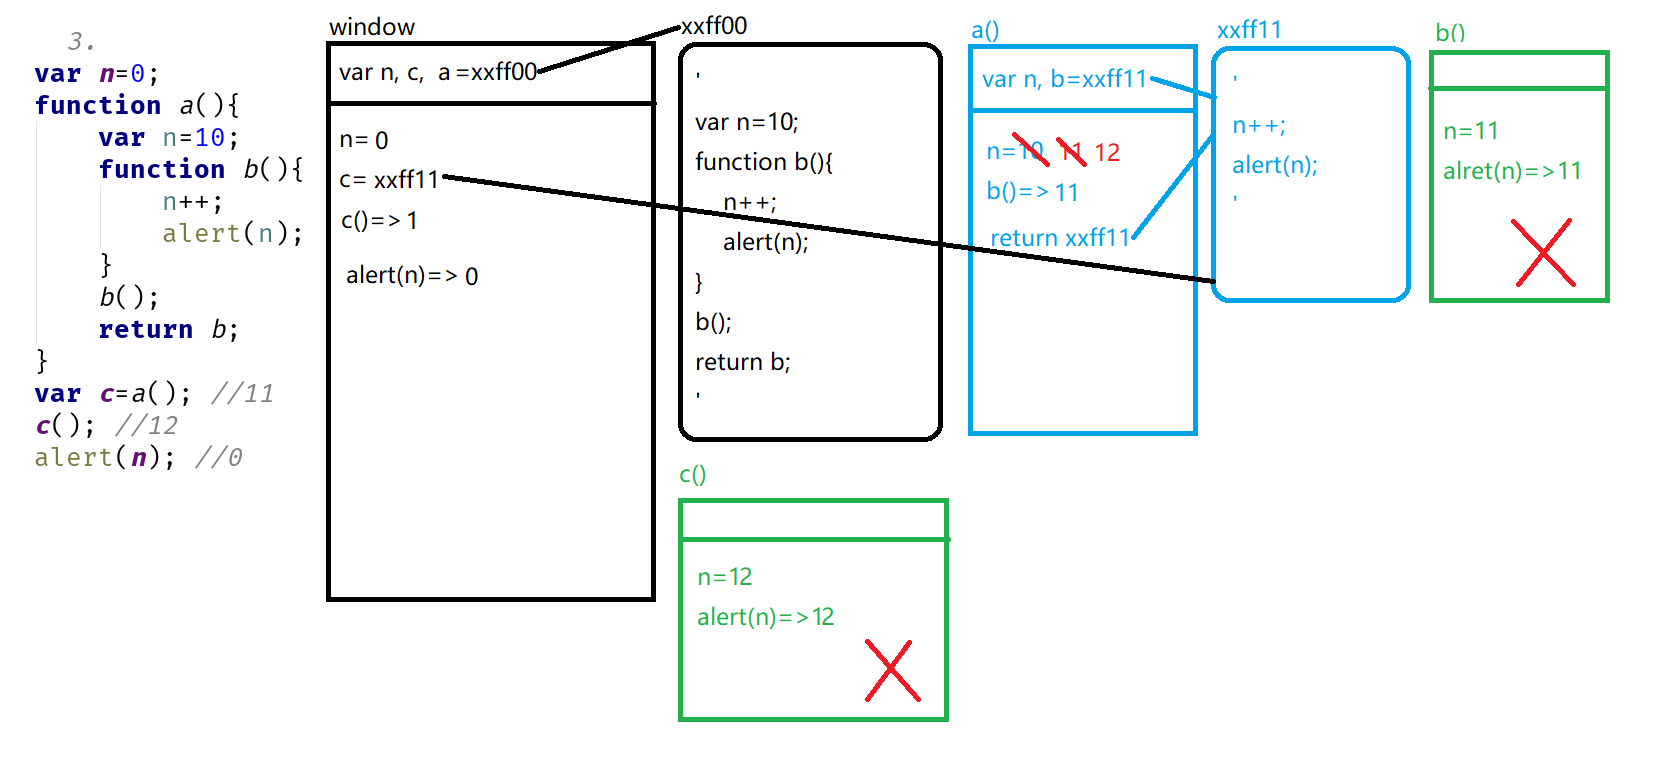 3.
var n=0;
function a(){
var n=10;
function b(){
n++;
alert(n);
}
b();
return b;
}
var c=a(); //11
c(); //12
alert(n); //0
window
var n, c, a =xxff00
n= 0
c= xxff11
c()=> 1
alert(n)=> 0
xxff00
'
var n=10;
function b(){
n++;
alert(n);
}
b();
return b;
'
a()
var n, b=xxff11
n=10 11 12
b()=> 11
return xxff11
xxff11
'
n++;
alert(n);
'
b()
n=11
alret(n)=>11
c()
n=12
alert(n)=>12